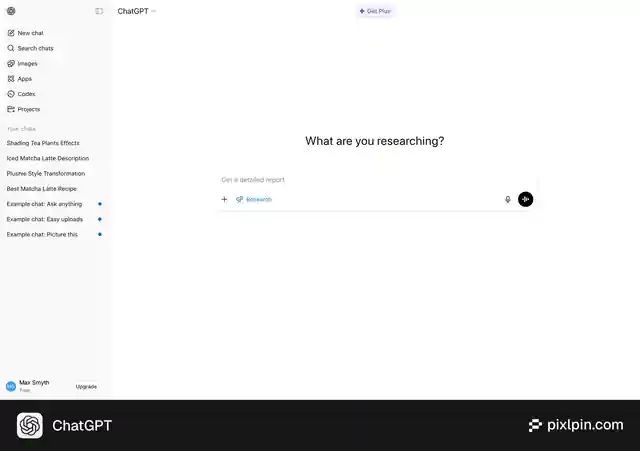 ChatGPT
Get Plus
New chat
Search chats
Images
Apps
Codex
Projects
Your chats
Shading Tea Plants Effects
Iced Matcha Latte Description
Plushie Style Transformation
Best Matcha Latte Recipe
Example chat: Ask anything
Example chat: Easy uploads
Example chat: Picture this
What are you researching?
Get a detailed report
Research
Max Smyth
Free
Upgrade
ChatGPT
pixlpin.com